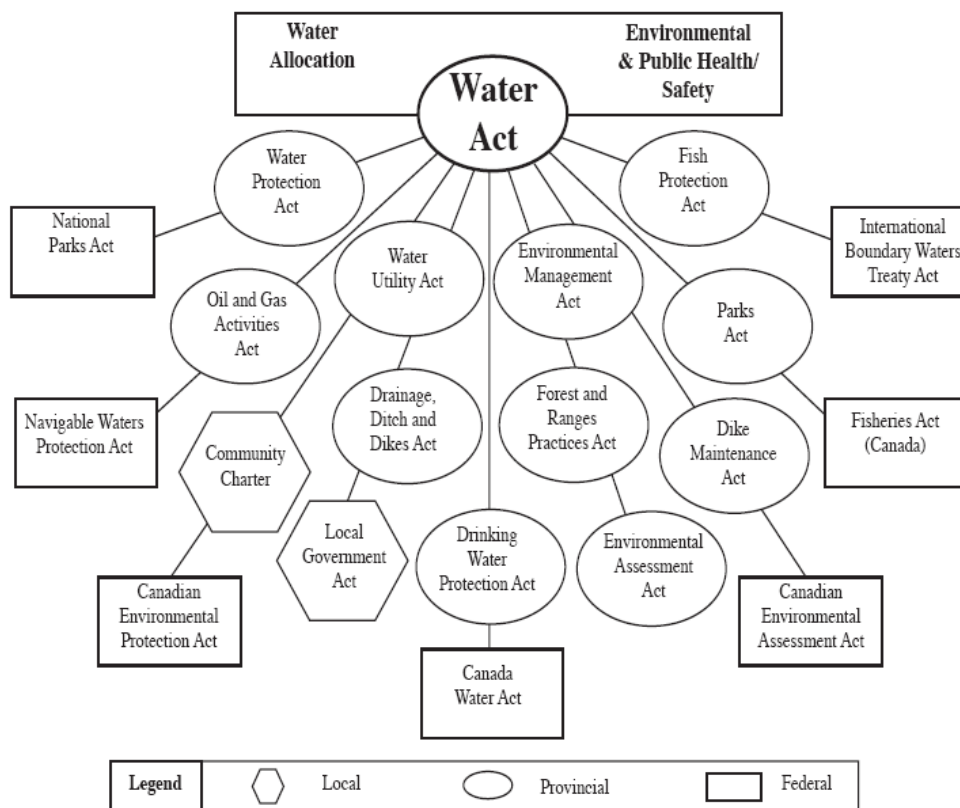 Water
Allocation
Environmental
& Public Health/
Safety
Water
Act
Water
Protection
Act
Fish
Protection
Act
National
Parks Act
International
Boundary Waters
Treaty Act
Water
Utility Act
Environmental
Management
Act
Oil and Gas
Activities
Act
Parks
Act
Navigable Waters
Protection Act
Community
Charter
Drainage,
Ditch and
Dikes Act
Forest and
Ranges
Practices Act
Dike
Maintenance
Act
Fisheries Act
(Canada)
Local
Government
Act
Drinking
Water
Protection Act
Environmental
Assessment
Act
Canadian
Environmental
Protection Act
Canadian
Environmental
Assessment Act
Canada
Water Act
Legend
Local
Provincial
Federal